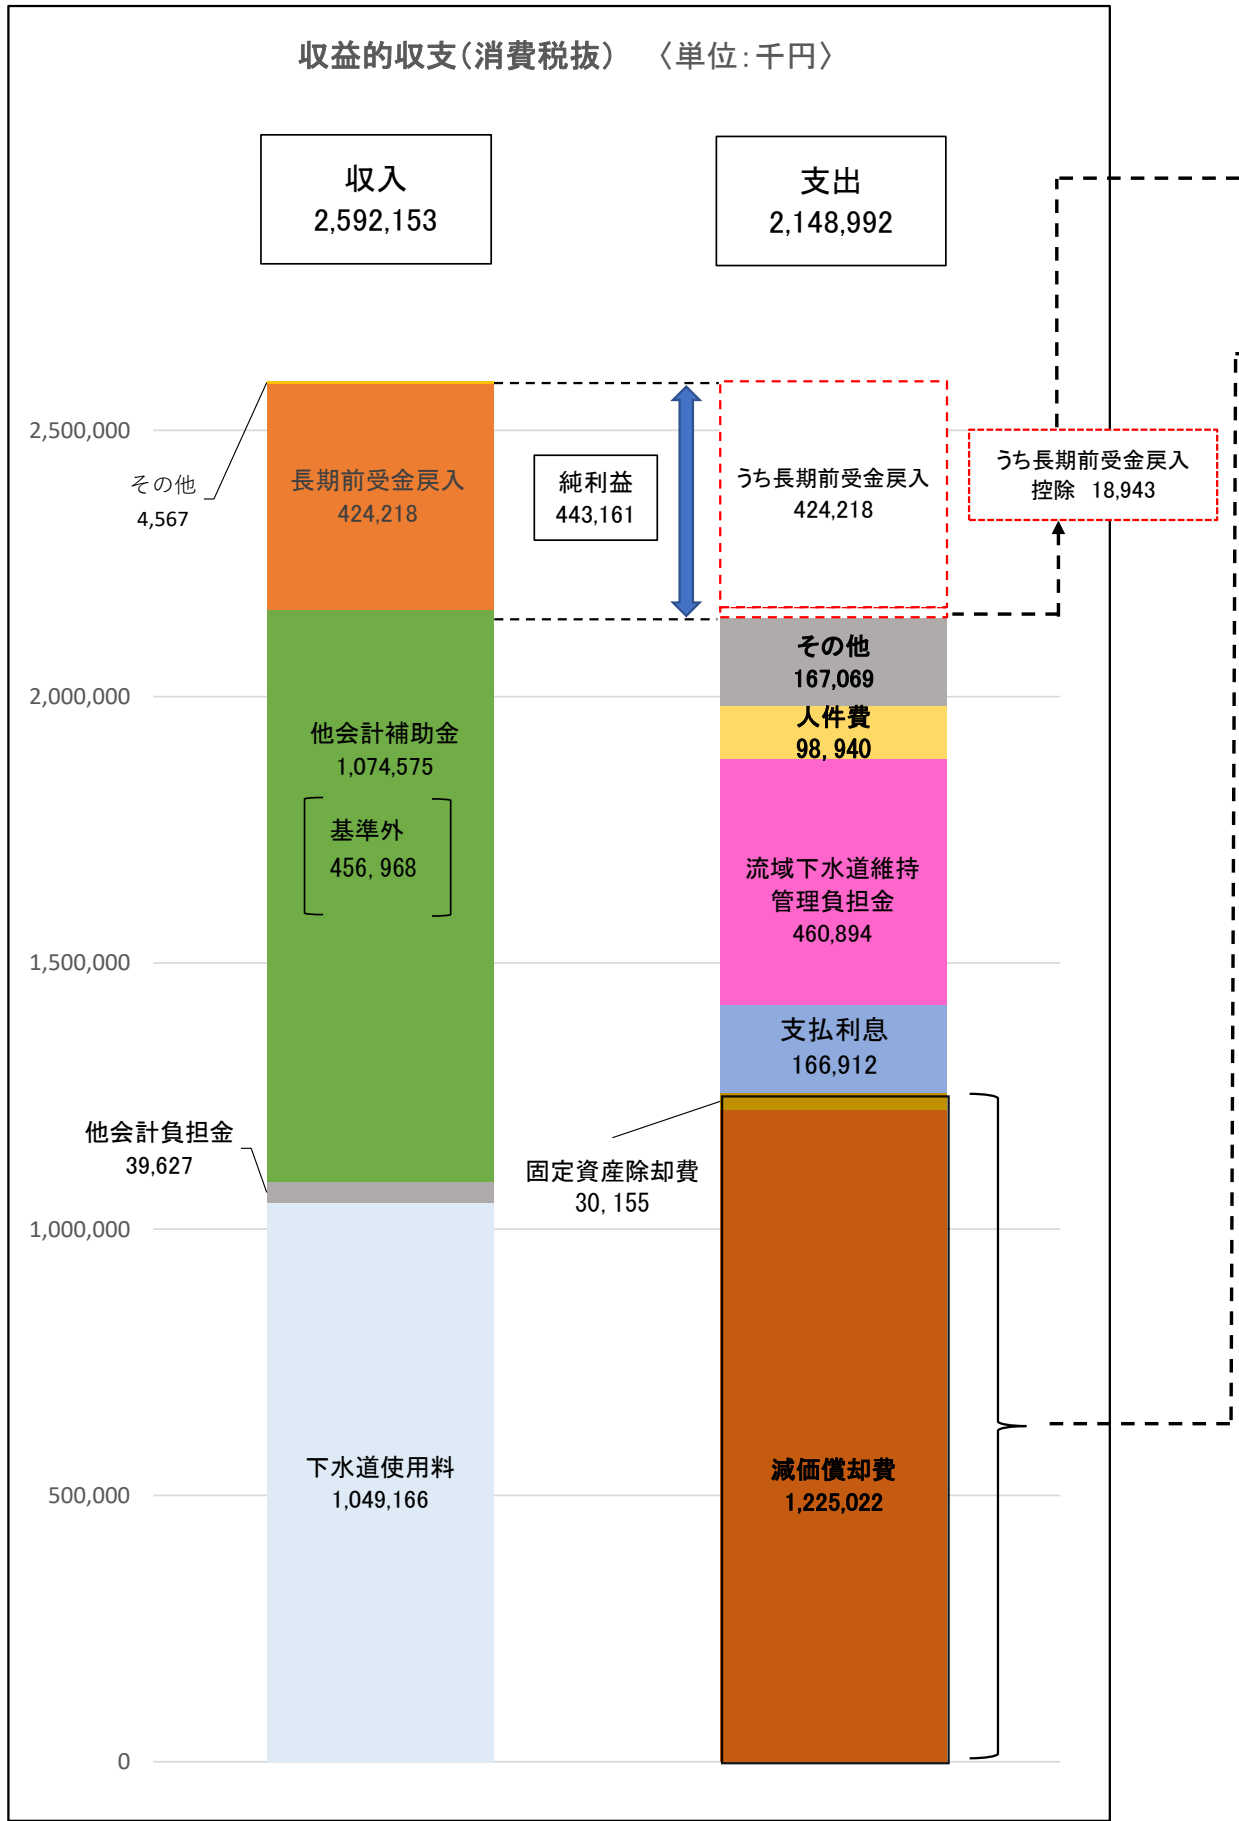 収益的収支(消費税抜) 〈単位:千円〉
収入
2,592,153
支出
2,148,992
2,500,000
2,000,000
1,500,000
1,000,000
500,000
0
その他
4,567
長期前受金戻入
424,218
他会計補助金
1,074,575
基準外
456,968
他会計負担金
39,627
下水道使用料
1,049,166
純利益
443,161
うち長期前受金戻入
424,218
うち長期前受金戻入
控除 18,943
その他
167,069
人件費
98,940
流域下水道維持
管理負担金
460,894
支払利息
166,912
固定資産除却費
30,155
減価償却費
1,225,022